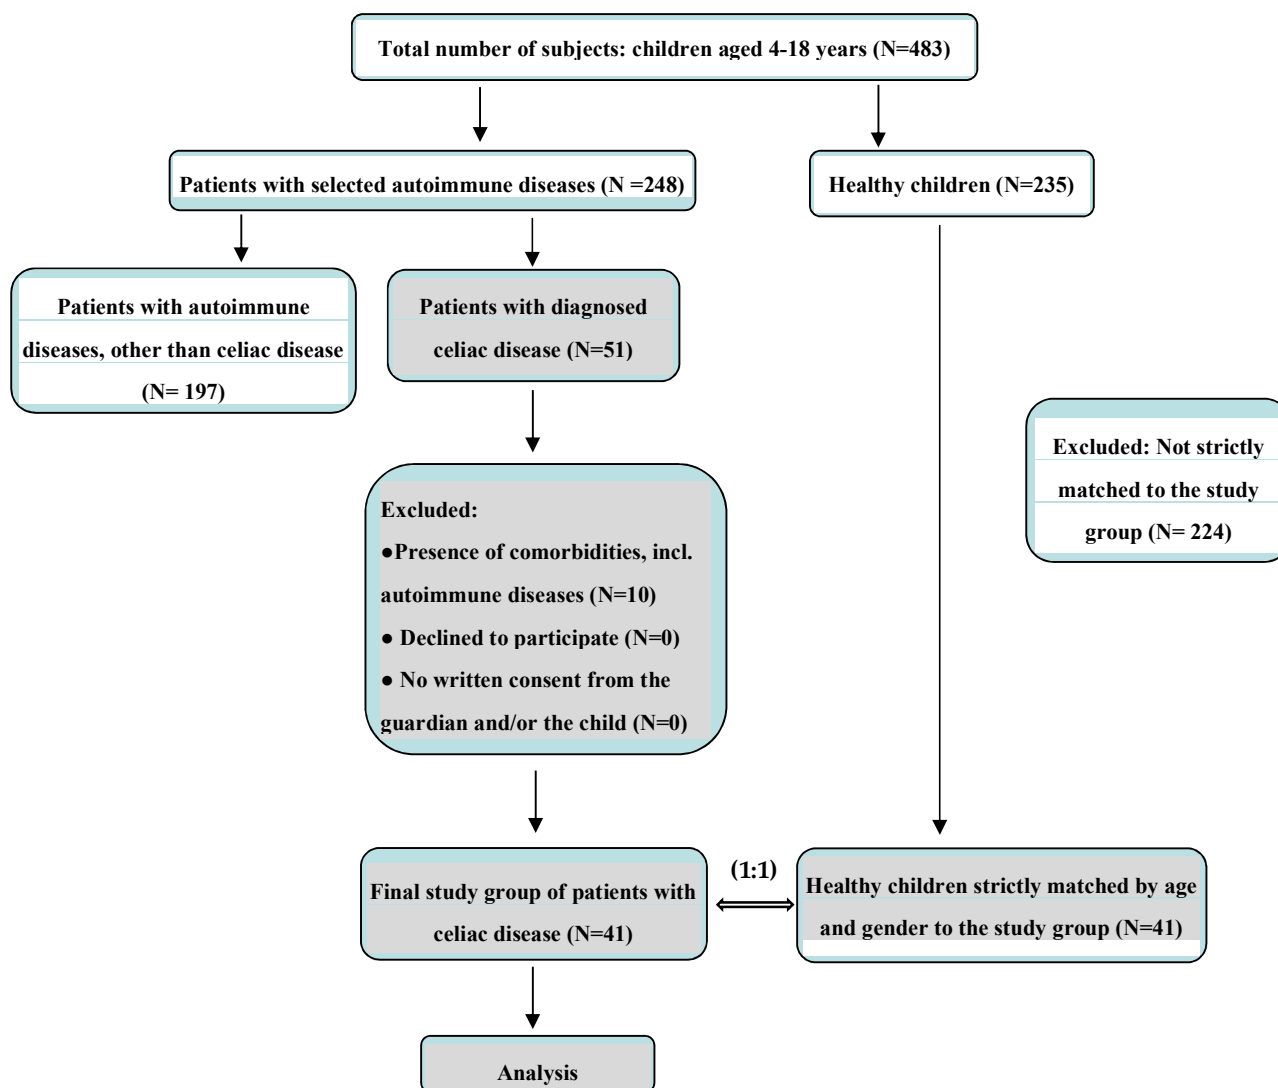 Total number of subjects: children aged 4-18 years (N=483)
Patients with selected autoimmune diseases (N =248)
Healthy children (N=235)
Patients with autoimmune
diseases, other than celiac disease
(N= 197)
Patients with diagnosed
celiac disease (N=51)
Excluded: Not strictly
matched to the study
group (N= 224)
Excluded:
●Presence of comorbidities, incl.
autoimmune diseases (N=10)
● Declined to participate (N=0)
● No written consent from the
guardian and/or the child (N=0)
Final study group of patients with
celiac disease (N=41)
(1:1)
Healthy children strictly matched by age
and gender to the study group (N=41)
Analysis